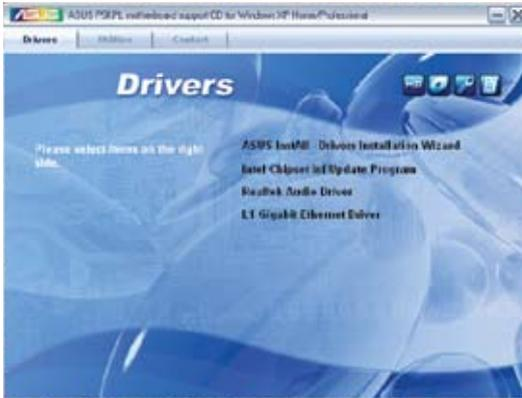 ASUS P5KPL motherboard support CD for Windows XP Home/Professional
Drivers
Utilities
Contact
Drivers
Please select items on the right side.
ASUS InstAll - Drivers Installation Wizard
Intel Chipset Inf Update Program
Realtek Audio Driver
L1 Gigabit Ethernet Driver